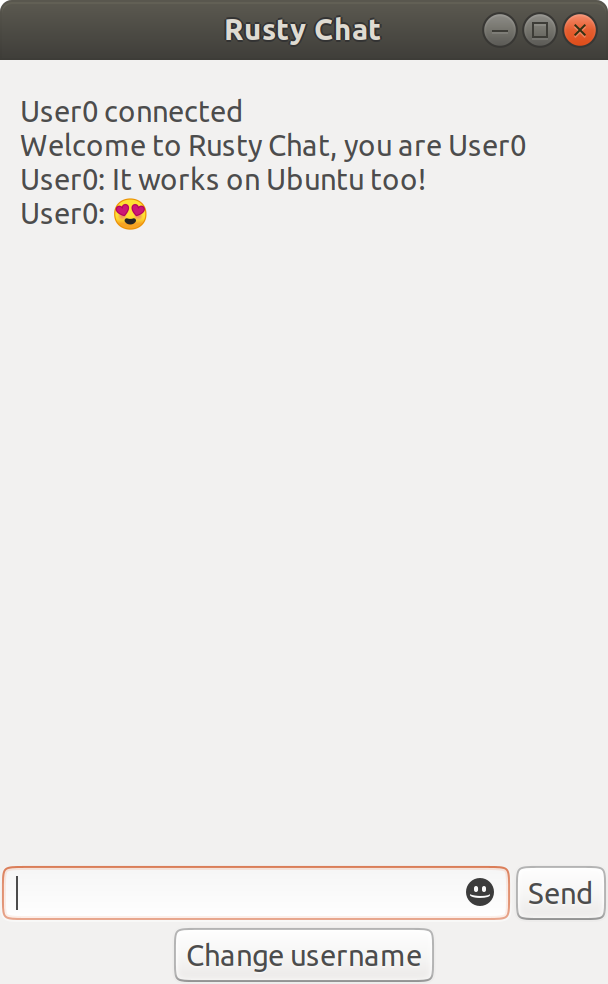 Rusty Chat
User0 connected
Welcome to Rusty Chat, you are User0
User0: It works on Ubuntu too!
User0: 😍
Send
Change username